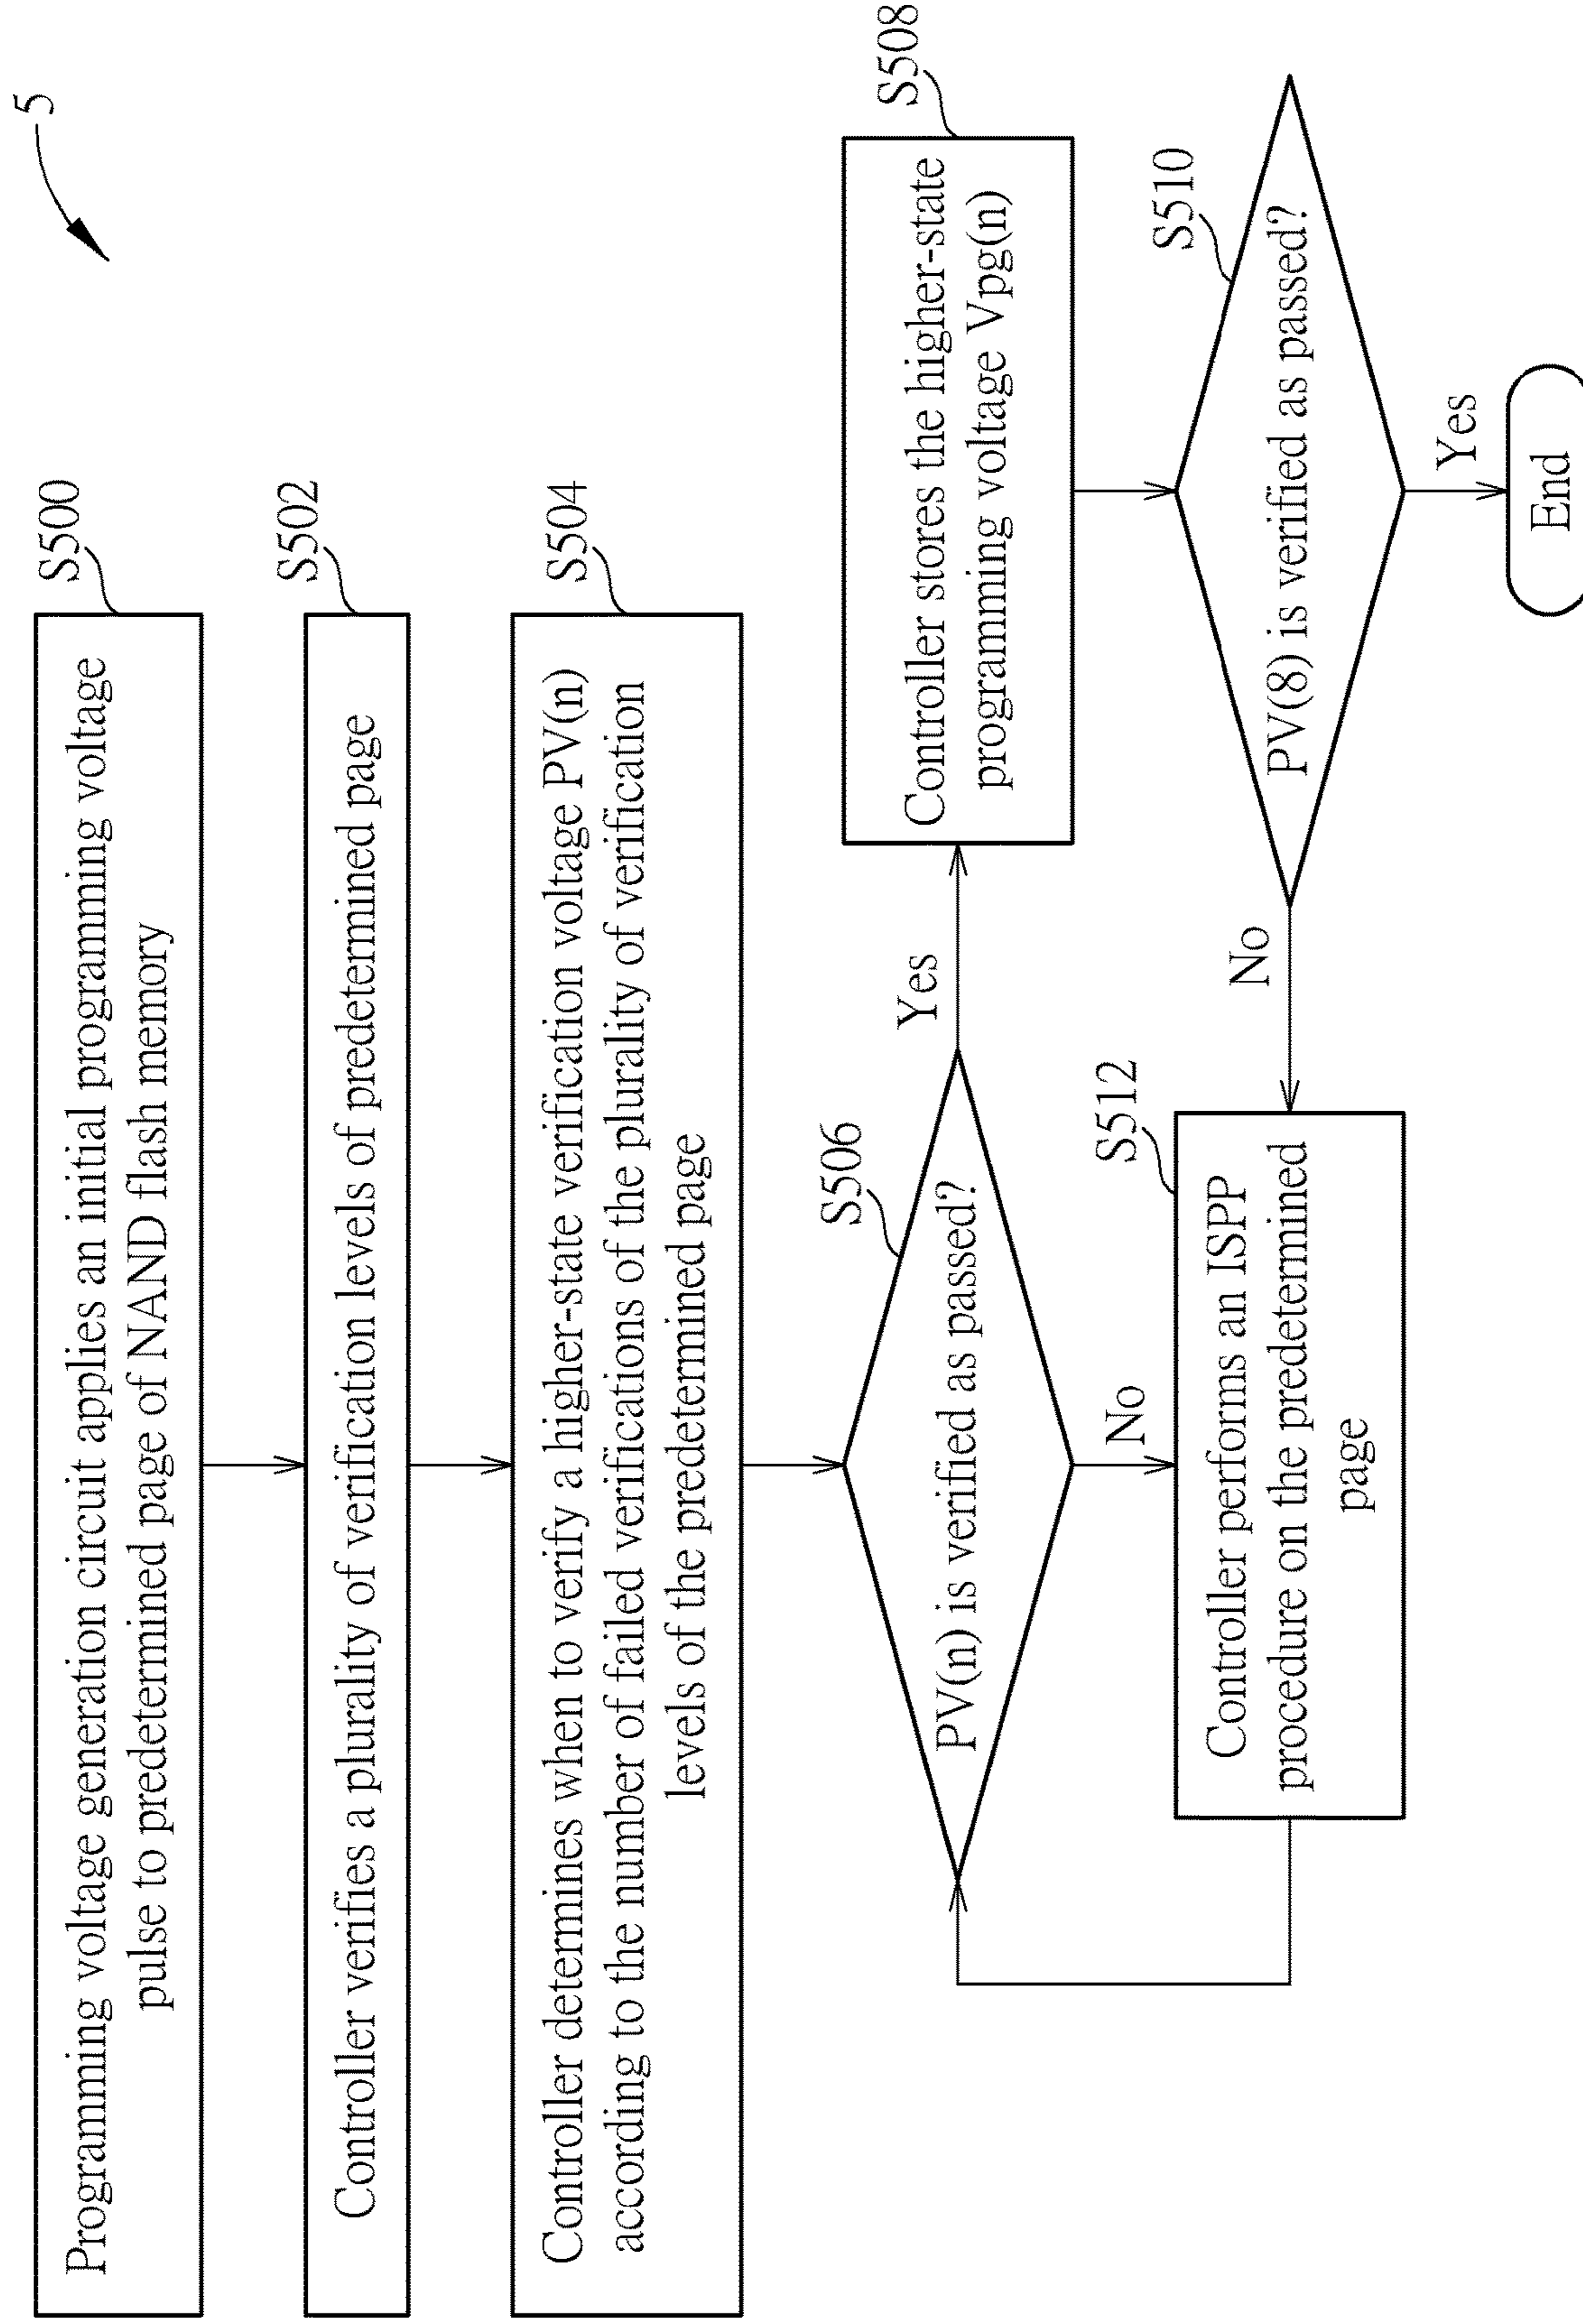 5
S500
Programming voltage generation circuit applies an initial programming voltage
pulse to predetermined page of NAND flash memory
S502
Controller verifies a plurality of verification levels of predetermined page
S504
Controller determines when to verify a higher-state verification voltage PV(n)
according to the number of failed verifications of the plurality of verification
levels of the predetermined page
S506
PV(n) is verified as passed?
Yes
No
S508
Controller stores the higher-state
programming voltage Vpg(n)
S510
PV(8) is verified as passed?
No
Yes
S512
Controller performs an ISPP
procedure on the predetermined
page
End